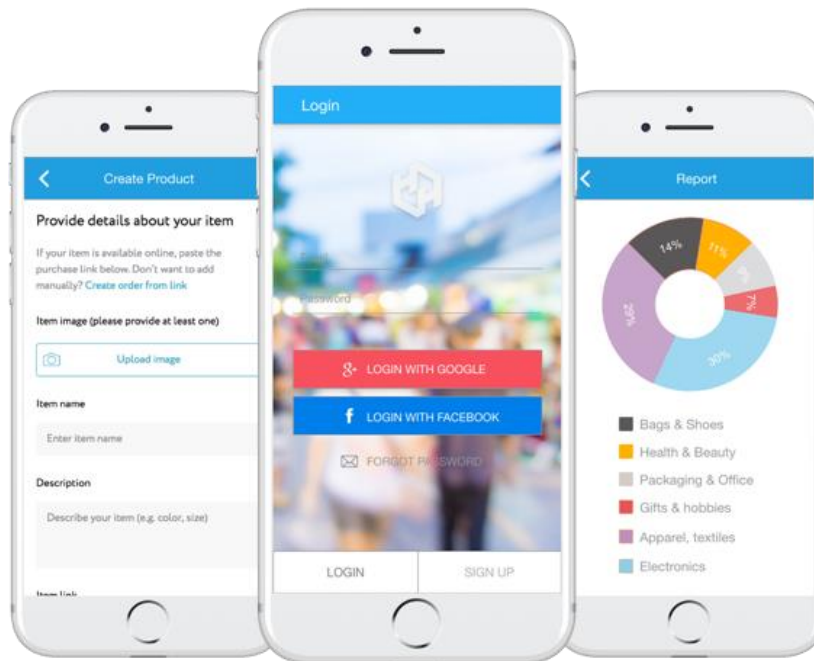 Create Product
Provide details about your item
If your item is available online, paste the
purchase link below. Don't want to add
manually? Create order from link
Item image (please provide at least one)
Upload image
Item name
Enter item name
Description
Describe your item (e.g. color, size)
Item link
Login
Email
Password
LOGIN WITH GOOGLE
LOGIN WITH FACEBOOK
FORGOT PASSWORD
LOGIN
SIGN UP
Report
14%
11%
7%
30%
29%
Bags & Shoes
Health & Beauty
Packaging & Office
Gifts & hobbies
Apparel, textiles
Electronics